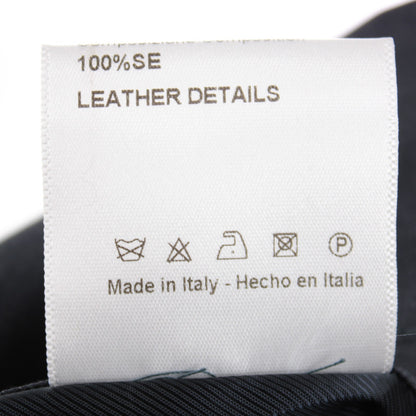 100%SE
LEATHER DETAILS
P
Made in Italy - Hecho en Italia